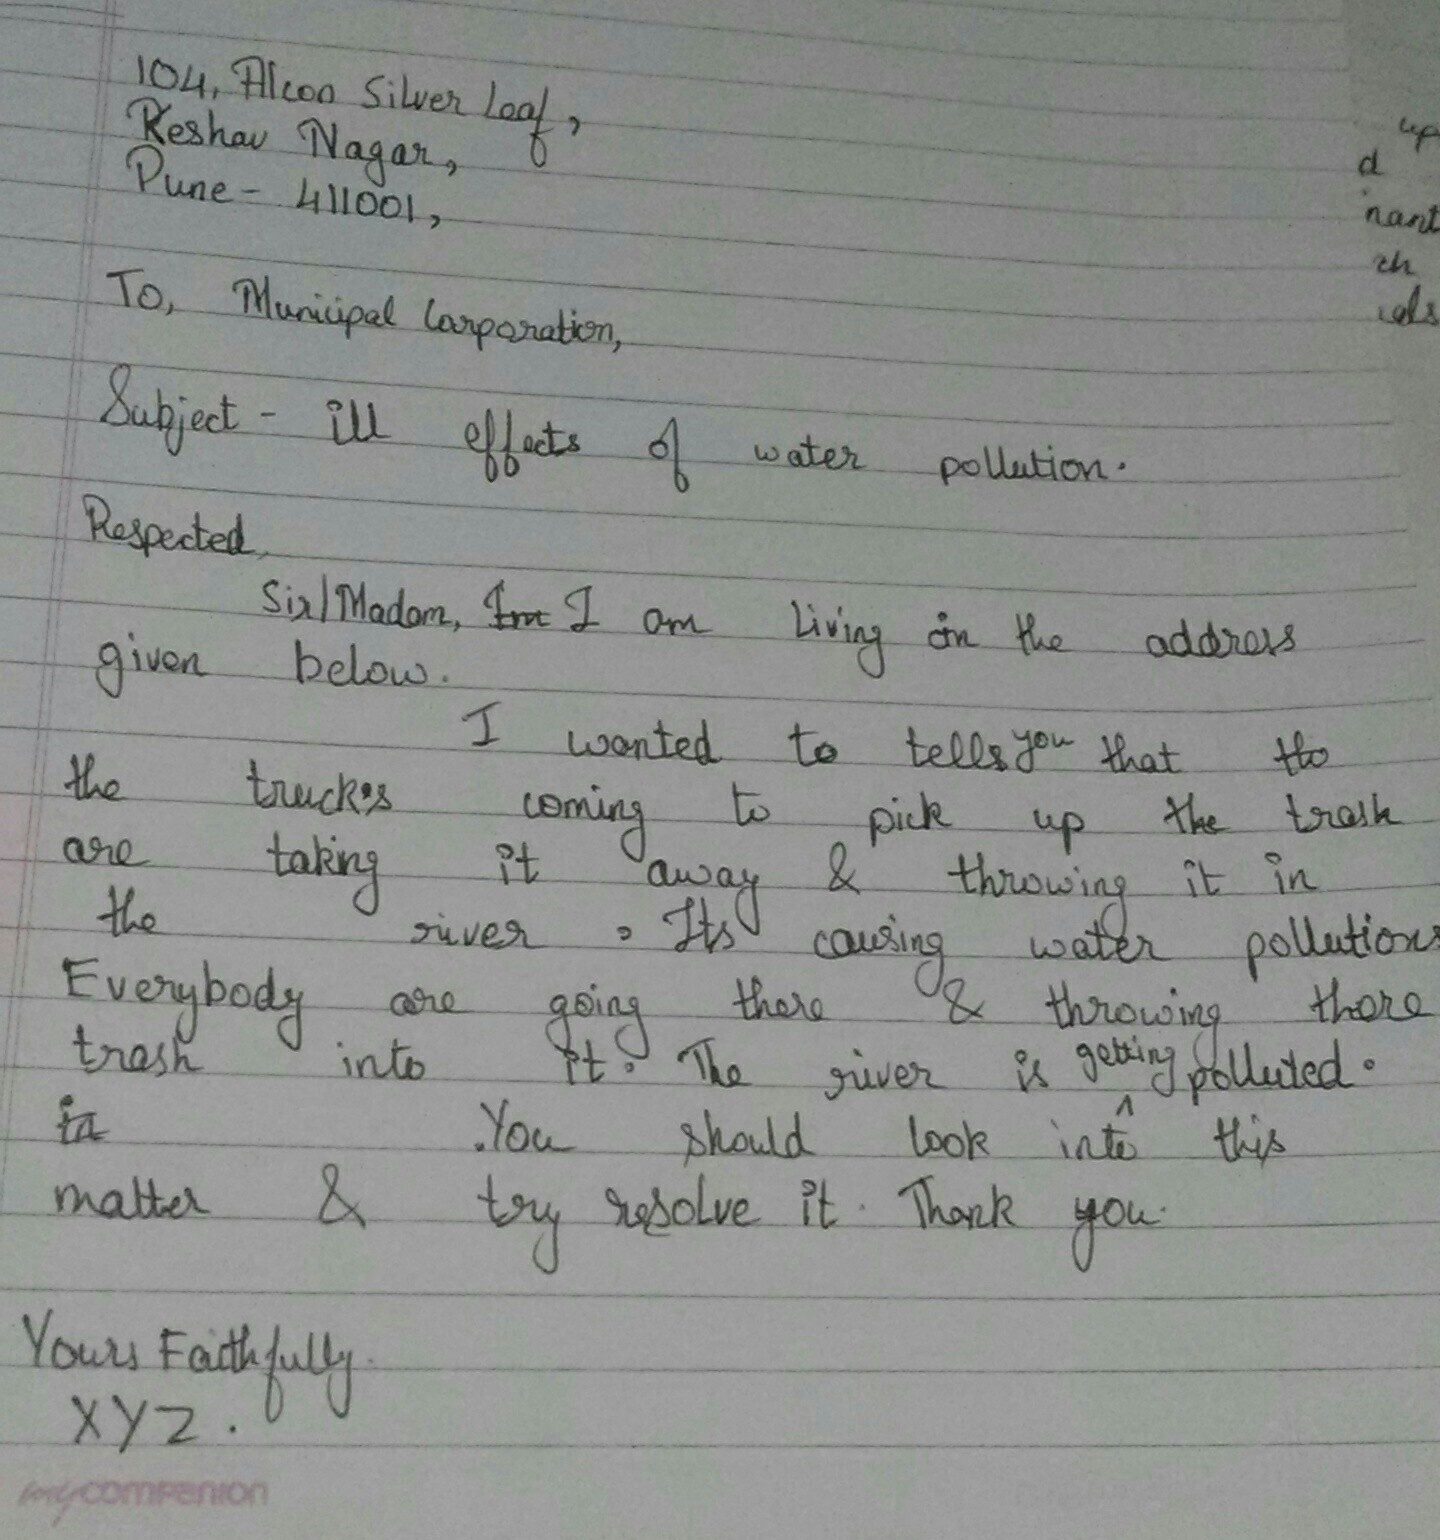 104, Alcon Silver Leaf,
Keshav Nagar,
Pune - 411001,
To, Municipal Corporation,
Subject - ill effects of water pollution.
Respected,
Sir/Madam, I'm I am living in the address
given below.
I wanted to tells you that the
the trucks coming to pick up the trash
are taking it away & throwing it in
the river. Its causing water pollution
Everybody are going there & throwing there
trash into it. The river is getting polluted.
in .You should look into this
matter & try resolve it. Thank you.
Yours Faithfully.
XYZ.
mycompanion
up
d
nant
ch